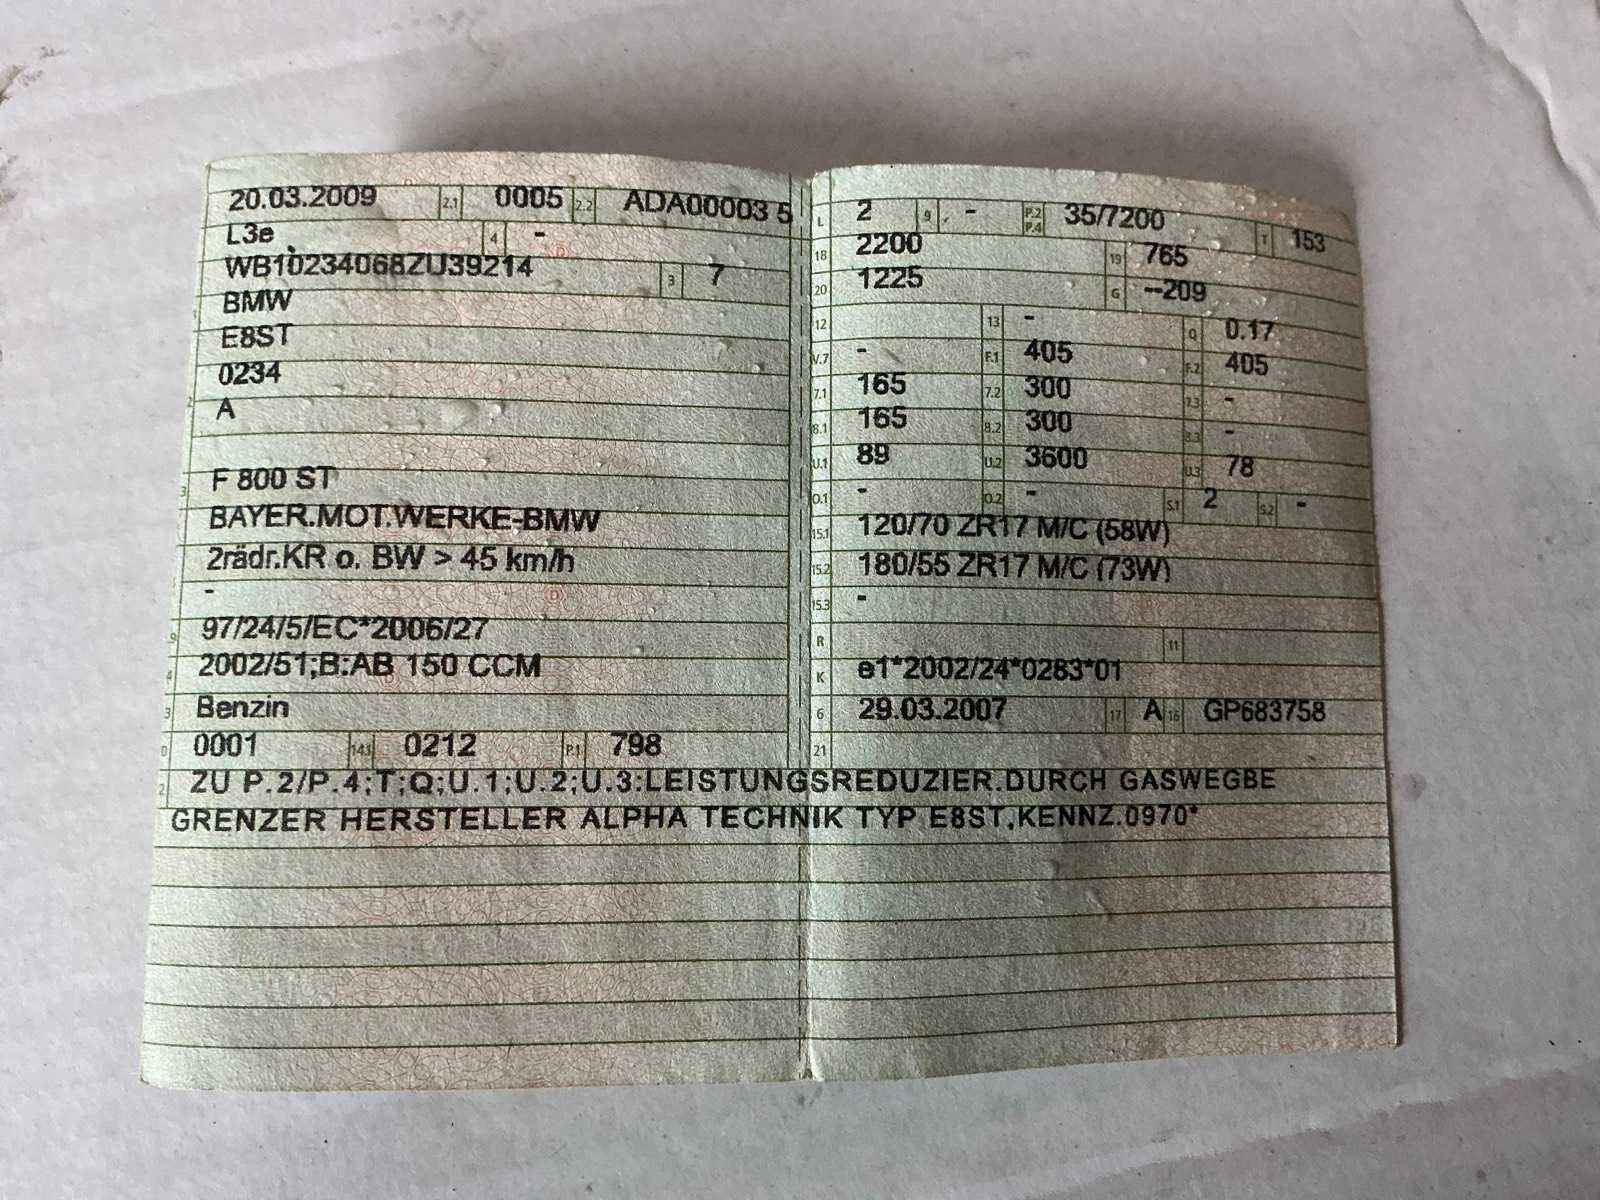 20.03.2009 2.1 0005 2.2 ADA00003 5
L3e 4 -
WB10234068ZU39214 3 7
BMW
E8ST
0234
A
F 800 ST
BAYER.MOT.WERKE-BMW
2rädr.KR o. BW > 45 km/h
-
97/24/5/EC*2006/27
2002/51;B:AB 150 CCM
Benzin
0001 14.1 0212 P.1 798
L 2 9 - P.2 P.4 35/7200 T 153
18 2200 19 765
20 1225 G --209
12 13 - Q 0.17
V.7 - F.1 405 F.2 405
7.1 165 7.2 300 7.3 -
8.1 165 8.2 300 8.3 -
U.1 89 U.2 3600 U.3 78
O.1 - O.2 - S.1 2 S.2 -
15.1 120/70 ZR17 M/C (58W)
15.2 180/55 ZR17 M/C (73W)
15.3 -
R 11
K e1*2002/24*0283*01
6 29.03.2007 17 A 16 GP683758
21
ZU P.2/P.4;T;Q;U.1;U.2;U.3:LEISTUNGSREDUZIER.DURCH GASWEGBE
GRENZER HERSTELLER ALPHA TECHNIK TYP E8ST,KENNZ.0970*